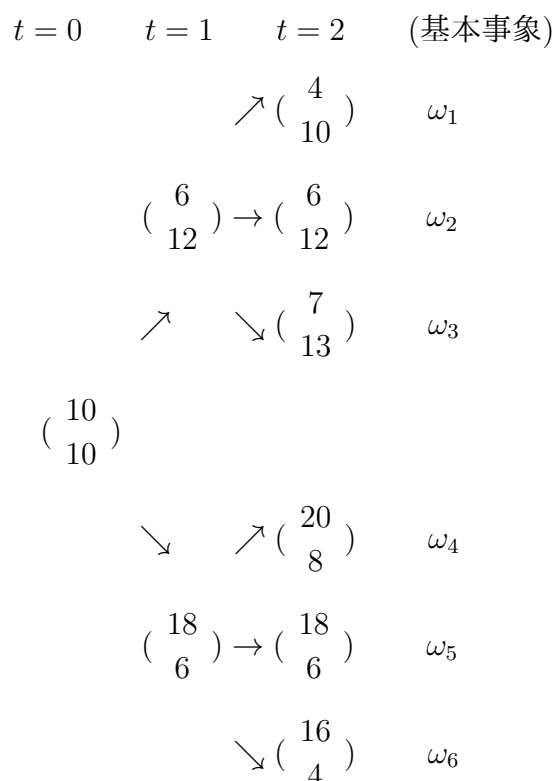 t = 0 t = 1 t = 2 (基本事象)
↗ ( 4 10 ) ω₁
( 6 12 ) → ( 6 12 ) ω₂
↗ ↘ ( 7 13 ) ω₃
( 10 10 )
↘ ↗ ( 20 8 ) ω₄
( 18 6 ) → ( 18 6 ) ω₅
↘ ( 16 4 ) ω₆